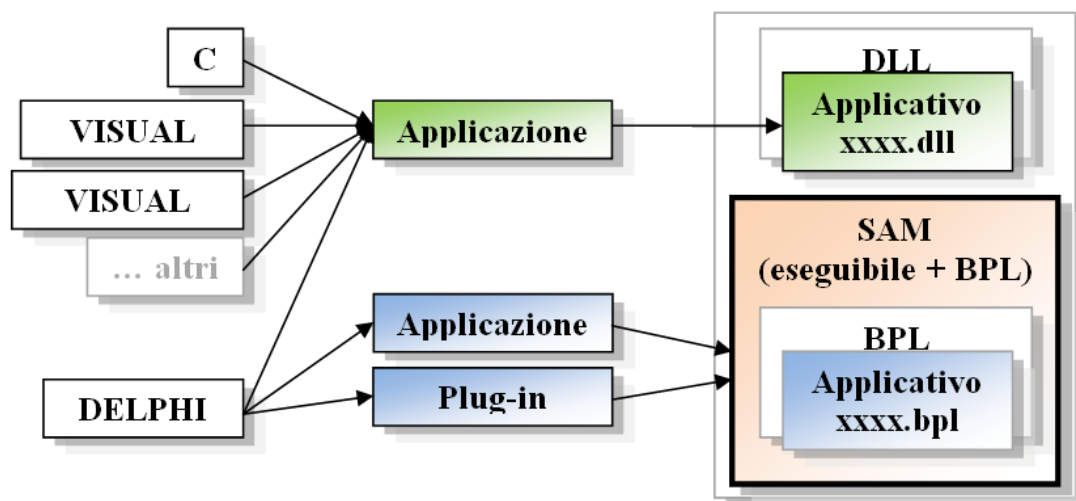 C
VISUAL
VISUAL
… altri
DELPHI
Applicazione
Applicazione
Plug-in
DLL
Applicativo
xxxx.dll
SAM
(eseguibile + BPL)
BPL
Applicativo
xxxx.bpl